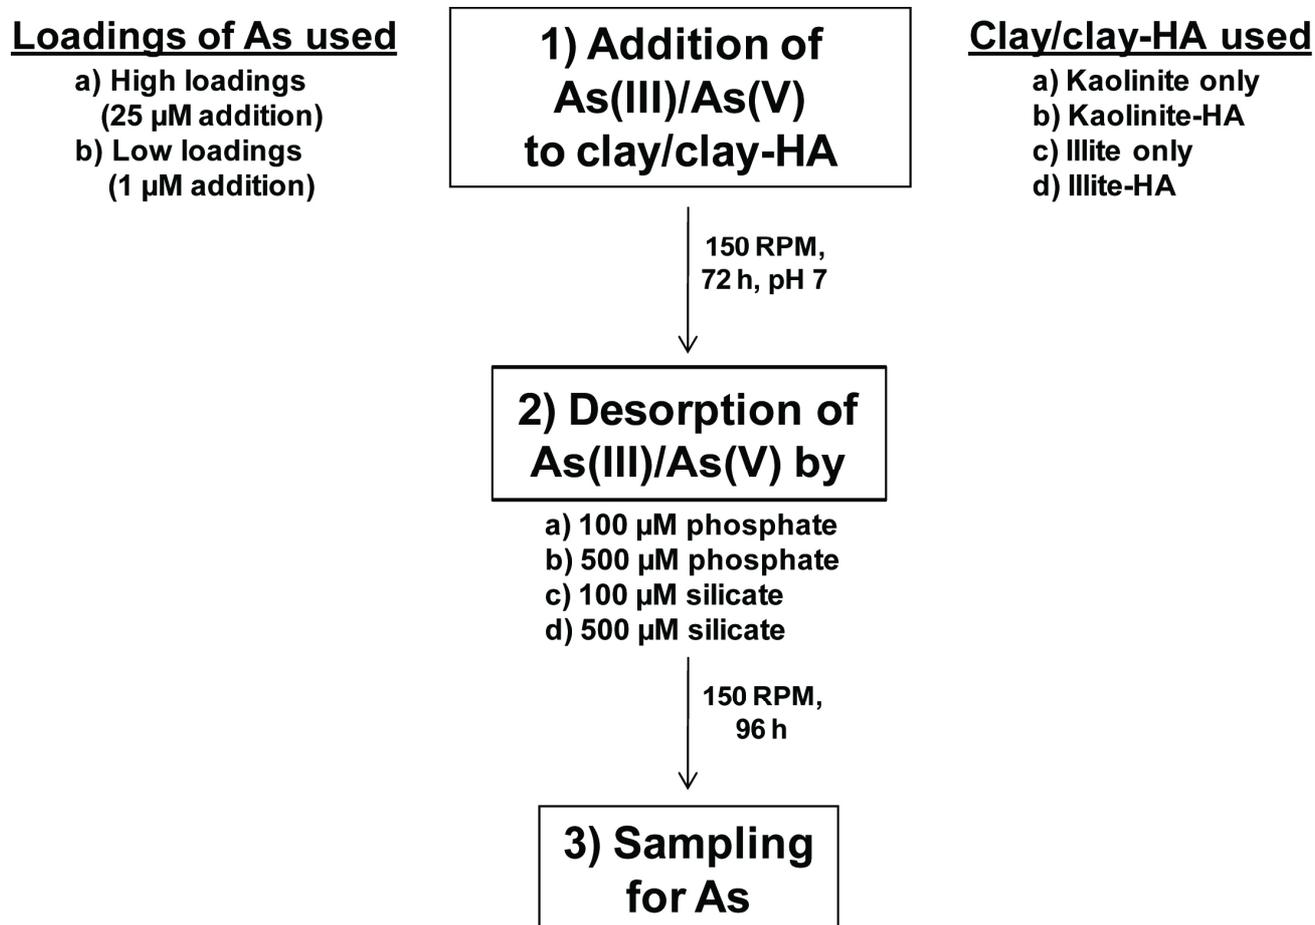 Loadings of As used
a) High loadings
(25 µM addition)
b) Low loadings
(1 µM addition)
1) Addition of
As(III)/As(V)
to clay/clay-HA
Clay/clay-HA used
a) Kaolinite only
b) Kaolinite-HA
c) Illite only
d) Illite-HA
150 RPM,
72 h, pH 7
2) Desorption of
As(III)/As(V) by
a) 100 µM phosphate
b) 500 µM phosphate
c) 100 µM silicate
d) 500 µM silicate
150 RPM,
96 h
3) Sampling
for As